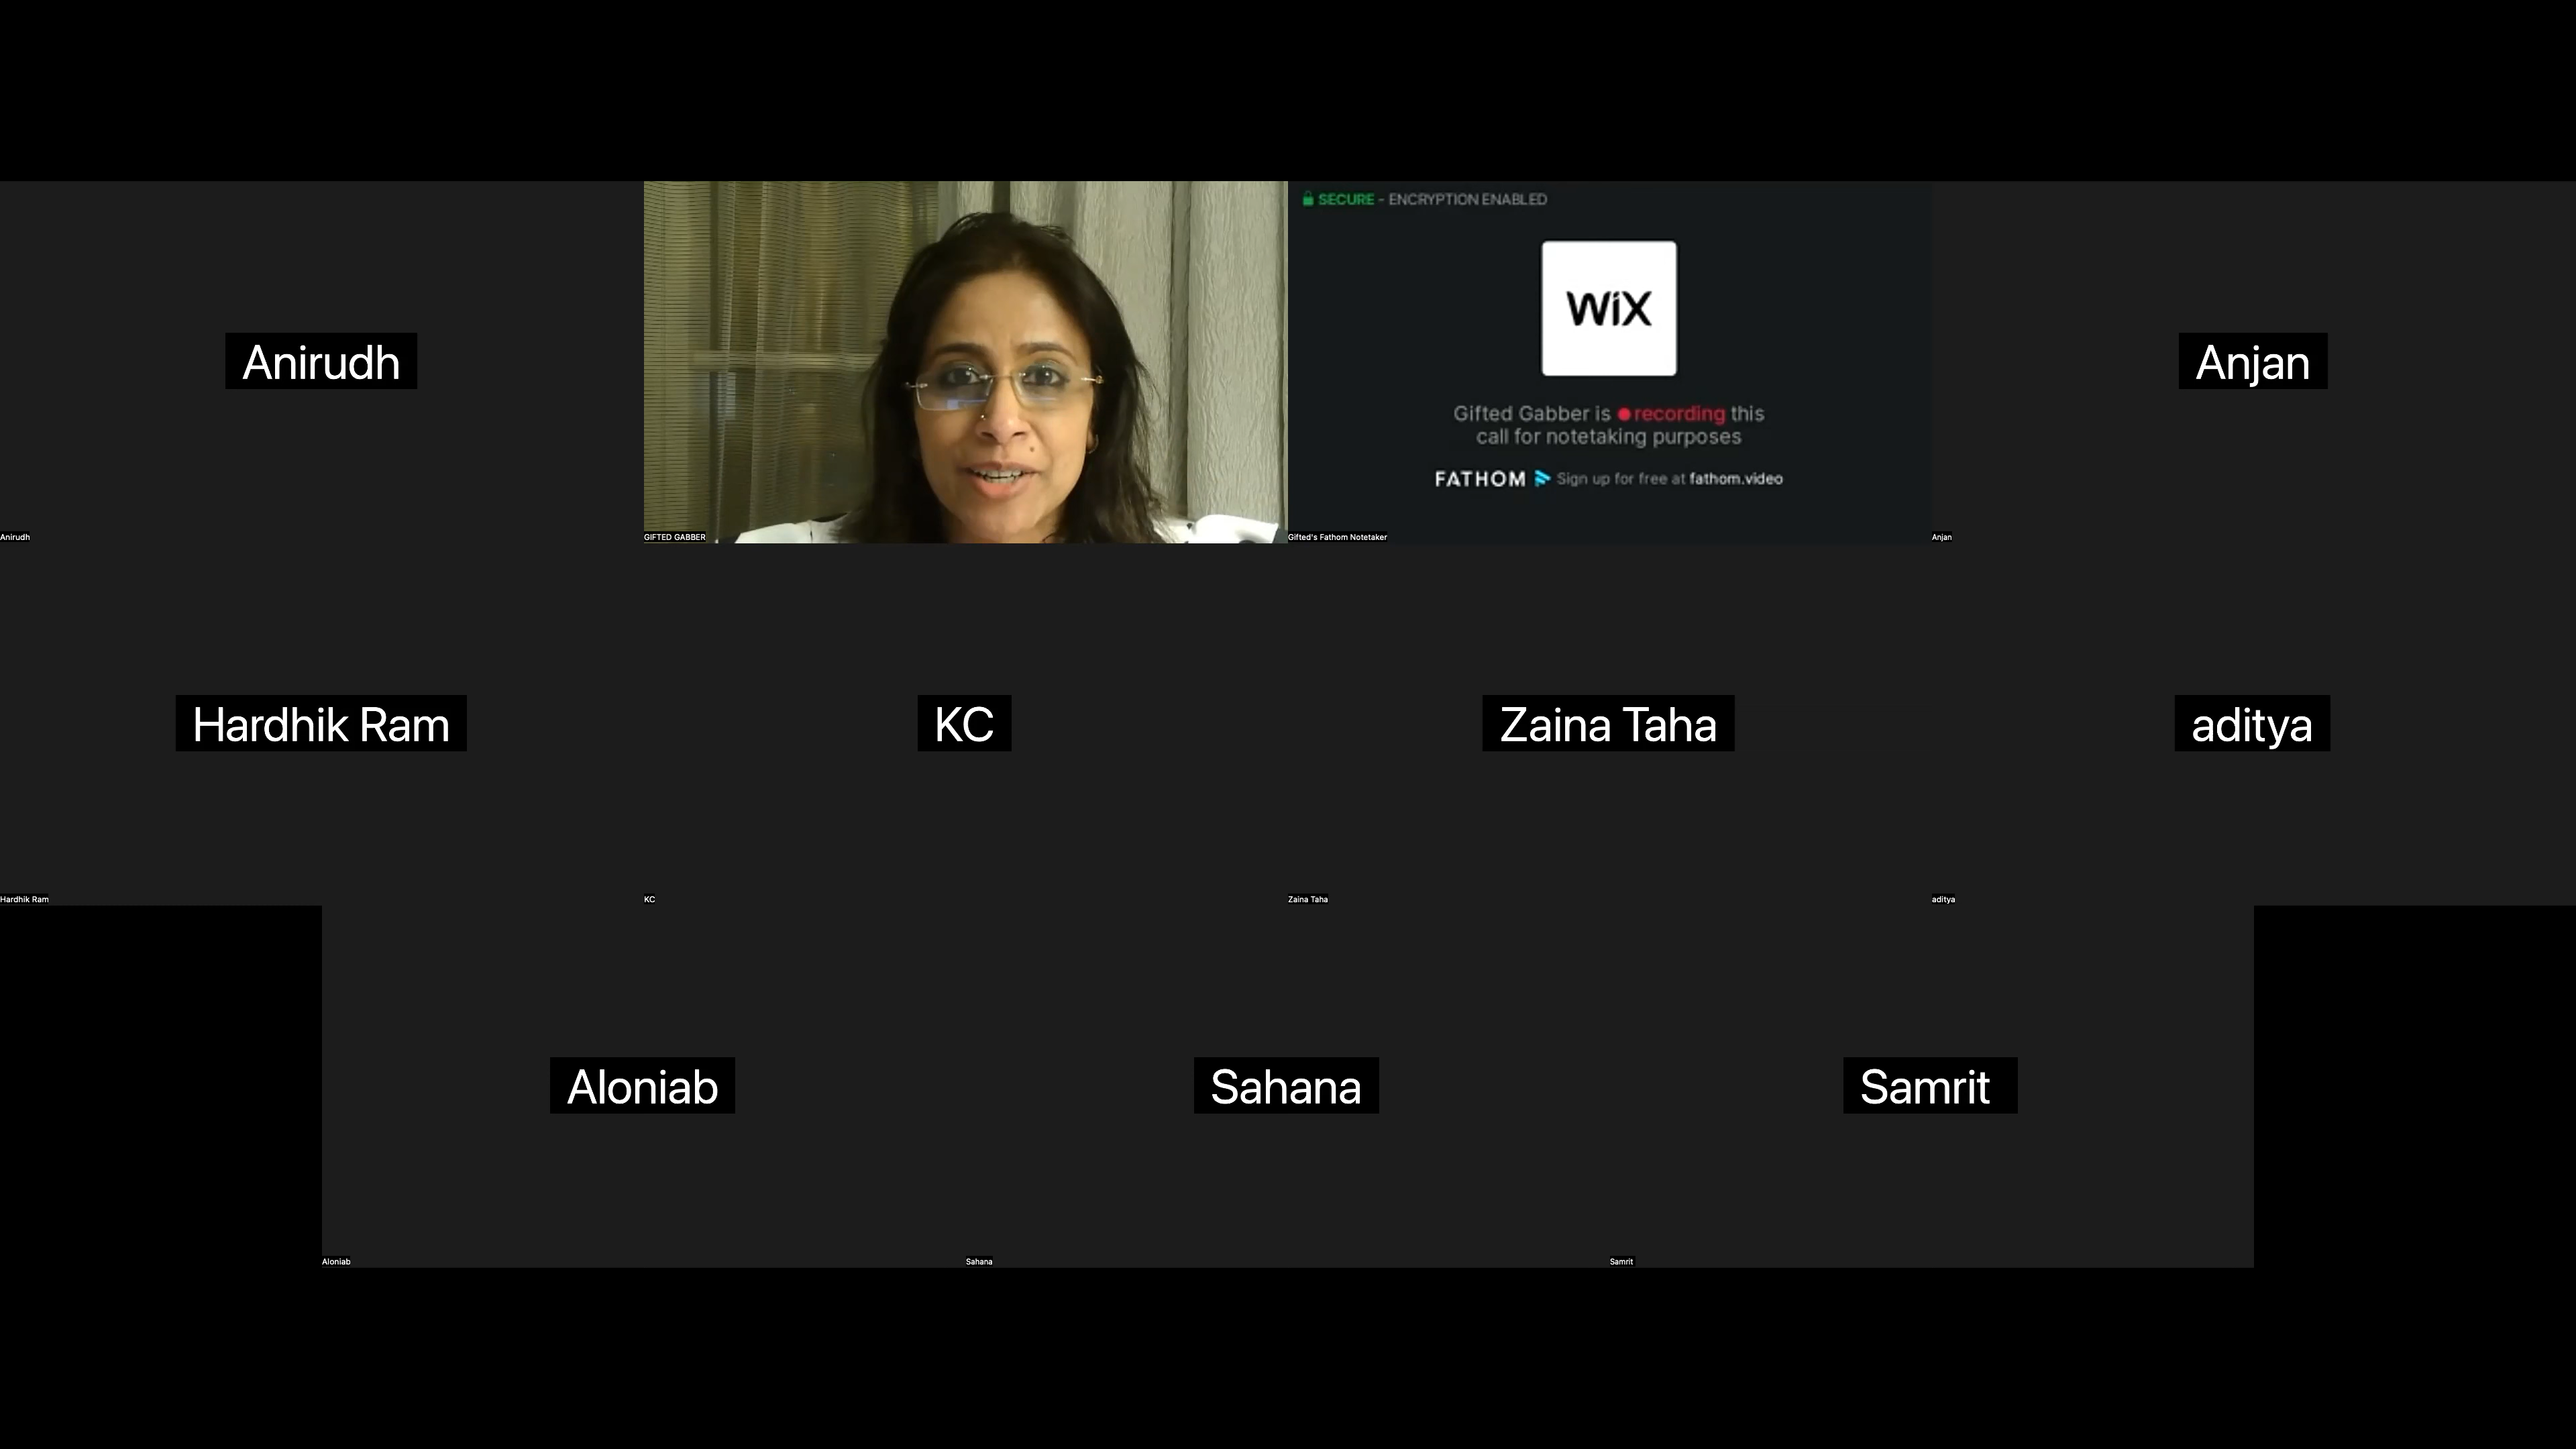 Anirudh
Anirudh
GIFTED GABBER
SECURE - ENCRYPTION ENABLED
WiX
Gifted Gabber is recording this
call for notetaking purposes
FATHOM Sign up for free at fathom.video
Gifted's Fathom Notetaker
Anjan
Anjan
Hardhik Ram
Hardhik Ram
KC
KC
Zaina Taha
Zaina Taha
aditya
aditya
Aloniab
Aloniab
Sahana
Sahana
Samrit
Samrit